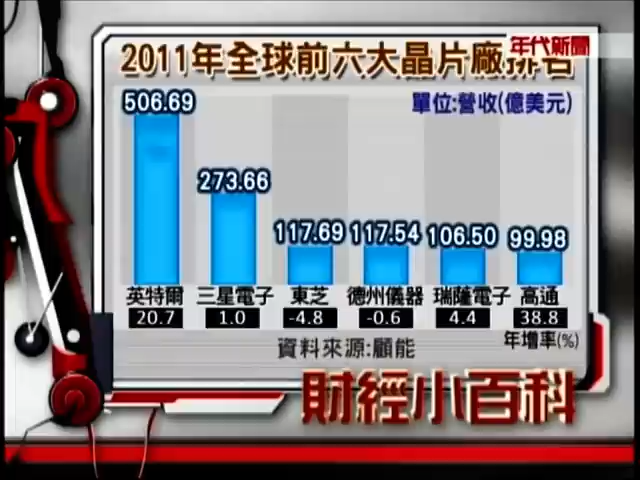 年代新聞
2011年全球前六大晶片廠排名
單位:營收(億美元)
506.69
273.66
117.69
117.54
106.50
99.98
英特爾 三星電子 東芝 德州儀器 瑞薩電子 高通
20.7 1.0 -4.8 -0.6 4.4 38.8
年增率(%)
資料來源:顧能
財經小百科